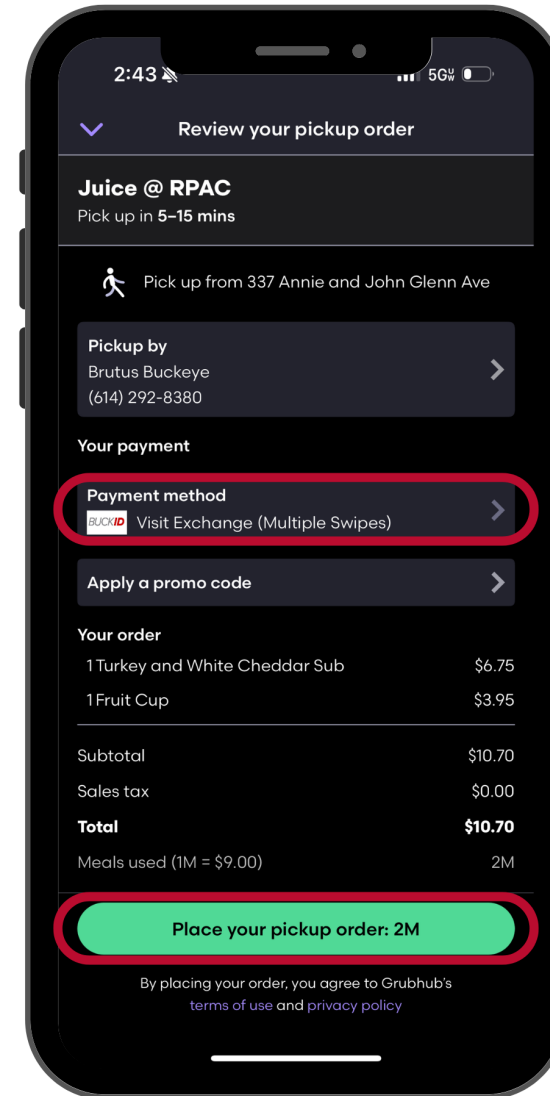 2:43 5GUW
Review your pickup order
Juice @ RPAC
Pick up in 5–15 mins
Pick up from 337 Annie and John Glenn Ave
Pickup by
Brutus Buckeye
(614) 292-8380
Your payment
Payment method
BUCKID Visit Exchange (Multiple Swipes)
Apply a promo code
Your order
1 Turkey and White Cheddar Sub $6.75
1 Fruit Cup $3.95
Subtotal $10.70
Sales tax $0.00
Total $10.70
Meals used (1M = $9.00) 2M
Place your pickup order: 2M
By placing your order, you agree to Grubhub's
terms of use and privacy policy